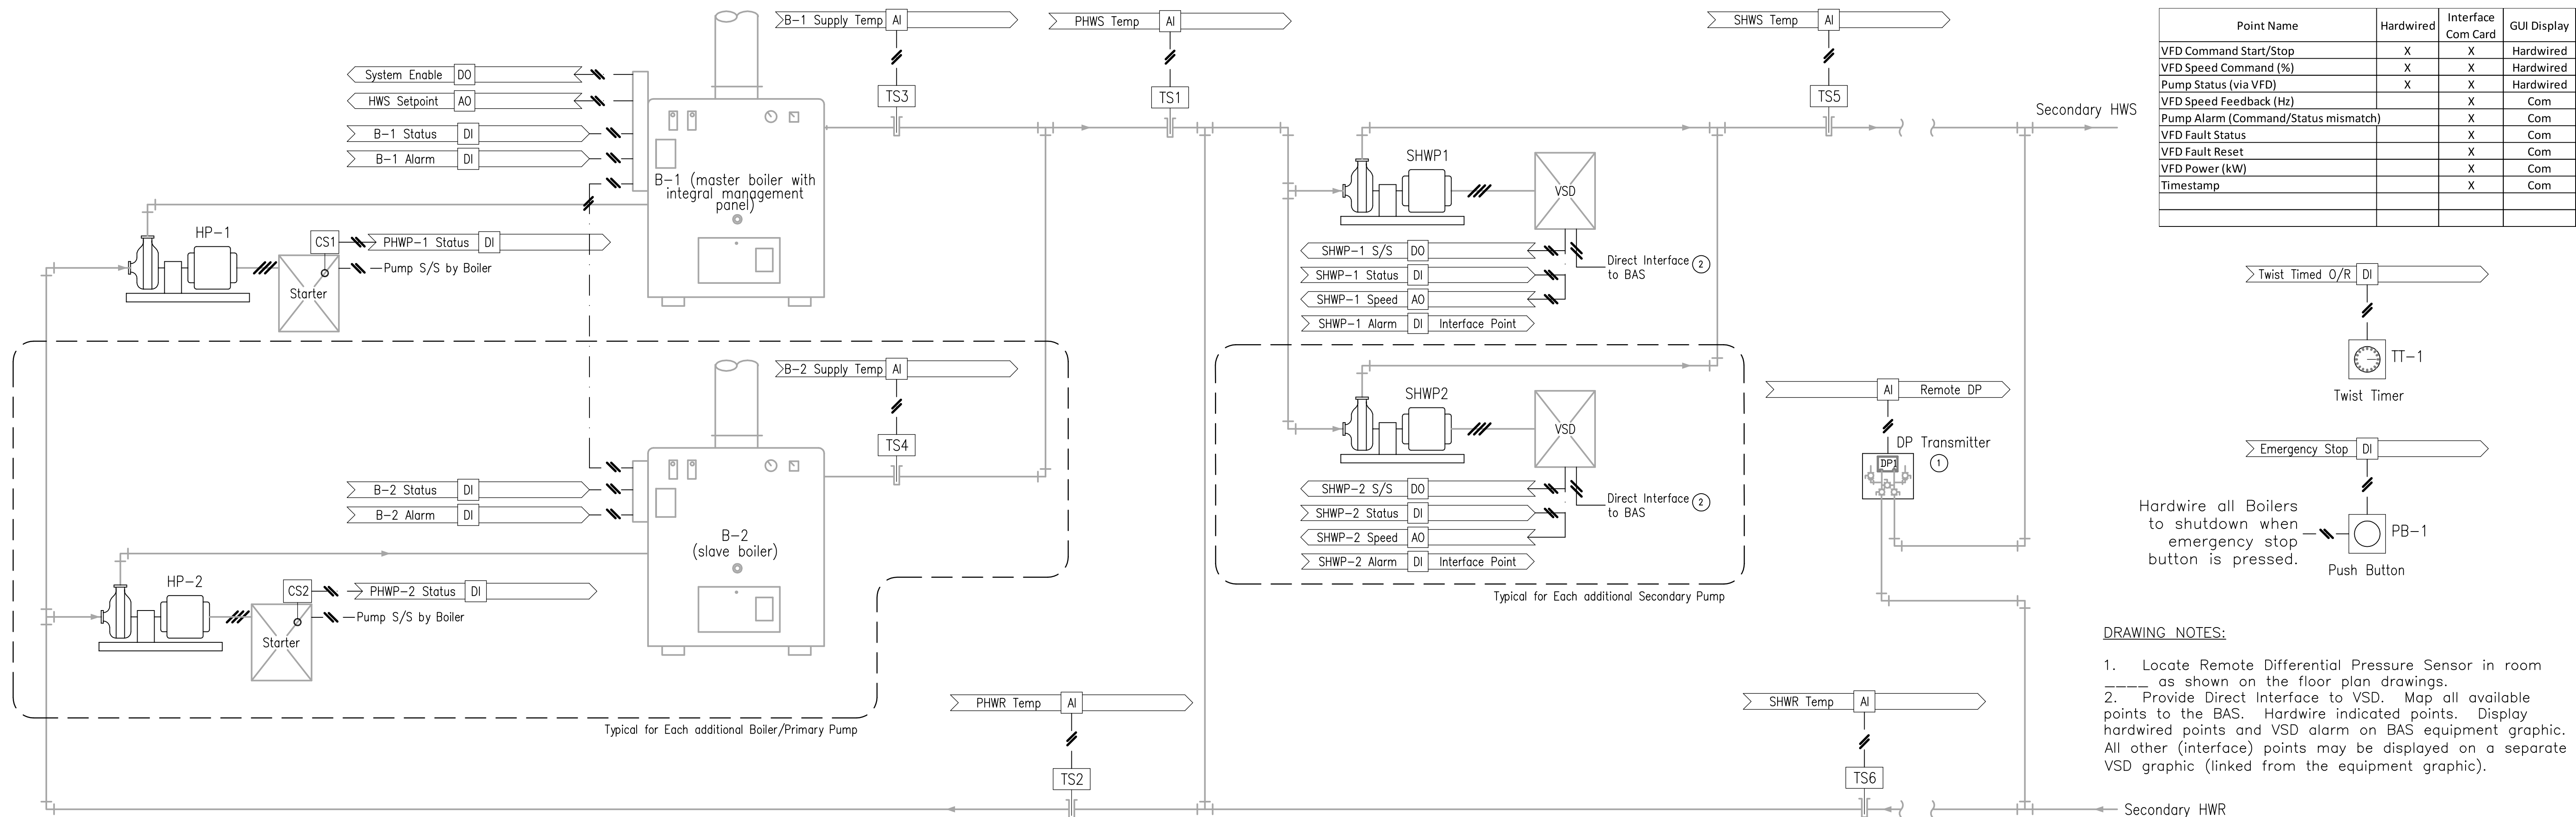 B-1 Supply Temp AI
PHWS Temp AI
SHWS Temp AI
TS3
TS1
TS5
System Enable DO
HWS Setpoint AO
B-1 Status DI
B-1 Alarm DI
B-1 (master boiler with
integral management
panel)
HP-1
CS1
PHWP-1 Status DI
Pump S/S by Boiler
Starter
SHWP1
VSD
SHWP-1 S/S DO
SHWP-1 Status DI
SHWP-1 Speed AO
SHWP-1 Alarm DI Interface Point
Direct Interface 2
to BAS
Secondary HWS
Point Name Hardwired Interface Com Card GUI Display
VFD Command Start/Stop X X Hardwired
VFD Speed Command (%) X X Hardwired
Pump Status (via VFD) X X Hardwired
VFD Speed Feedback (Hz) X Com
Pump Alarm (Command/Status mismatch) X Com
VFD Fault Status X Com
VFD Fault Reset X Com
VFD Power (kW) X Com
Timestamp X Com
Twist Timed O/R DI
TT-1
Twist Timer
B-2 Supply Temp AI
TS4
B-2 Status DI
B-2 Alarm DI
B-2
(slave boiler)
HP-2
CS2
PHWP-2 Status DI
Pump S/S by Boiler
Starter
Typical for Each additional Boiler/Primary Pump
SHWP2
VSD
SHWP-2 S/S DO
SHWP-2 Status DI
SHWP-2 Speed AO
SHWP-2 Alarm DI Interface Point
Direct Interface 2
to BAS
Typical for Each additional Secondary Pump
AI Remote DP
DP Transmitter
DP1
1
Emergency Stop DI
Hardwire all Boilers
to shutdown when
emergency stop
button is pressed.
PB-1
Push Button
PHWR Temp AI
TS2
SHWR Temp AI
TS6
Secondary HWR
DRAWING NOTES:
1. Locate Remote Differential Pressure Sensor in room
____ as shown on the floor plan drawings.
2. Provide Direct Interface to VSD. Map all available
points to the BAS. Hardwire indicated points. Display
hardwired points and VSD alarm on BAS equipment graphic.
All other (interface) points may be displayed on a separate
VSD graphic (linked from the equipment graphic).